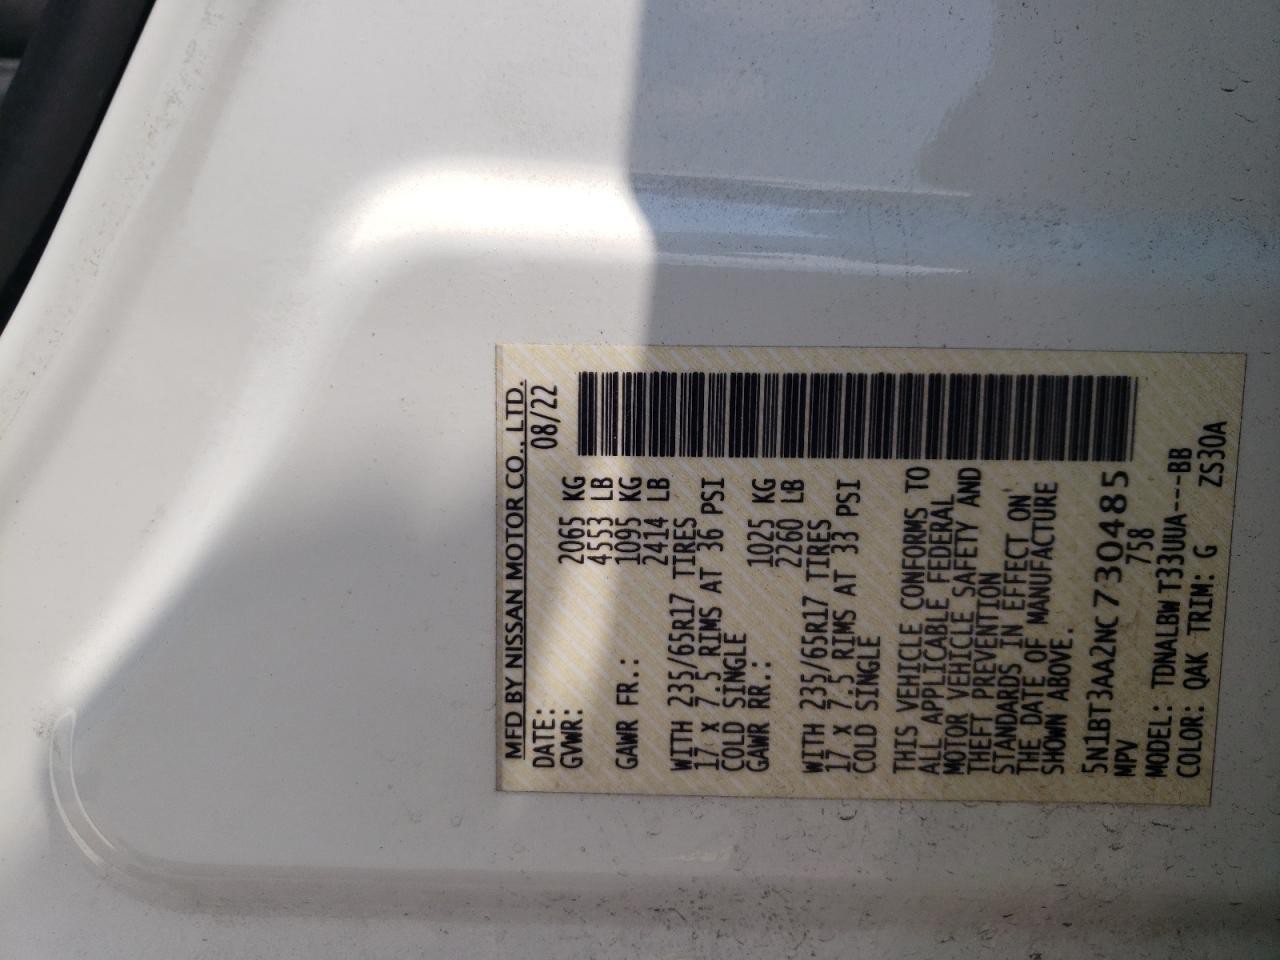 MFD BY NISSAN MOTOR CO., LTD.
DATE: 08/22
GVWR: 2065 KG
4553 LB
GAWR FR.: 1095 KG
2414 LB
WITH 235/65R17 TIRES
17 X 7.5 RIMS AT 36 PSI
COLD SINGLE
GAWR RR.: 1025 KG
2260 LB
WITH 235/65R17 TIRES
17 X 7.5 RIMS AT 33 PSI
COLD SINGLE
THIS VEHICLE CONFORMS TO
ALL APPLICABLE FEDERAL
MOTOR VEHICLE SAFETY AND
THEFT PREVENTION
STANDARDS IN EFFECT ON
THE DATE OF MANUFACTURE
SHOWN ABOVE.
5N1BT3AA2NC730485
MPV 758
MODEL: TDNALBW T33UUA---BB
COLOR: QAK TRIM: G ZS30A